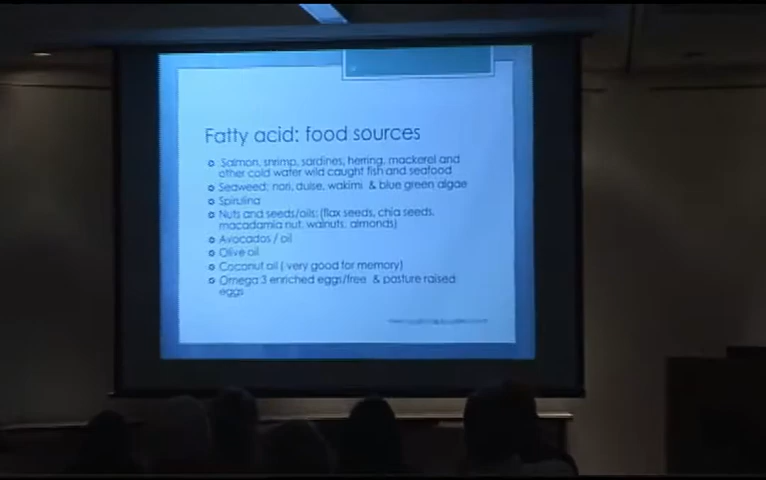 Fatty acid: food sources
Salmon, shrimp, sardines, herring, mackerel and
other cold water wild caught fish and seafood
Seaweed: nori, dulse, wakimi & blue green algae
Spirulina
Nuts and seeds/oils: (flax seeds, chia seeds,
macadamia nut, walnuts, almonds)
Avocados / oil
Olive oil
Coconut oil ( very good for memory)
Omega 3 enriched eggs/free & pasture raised
eggs